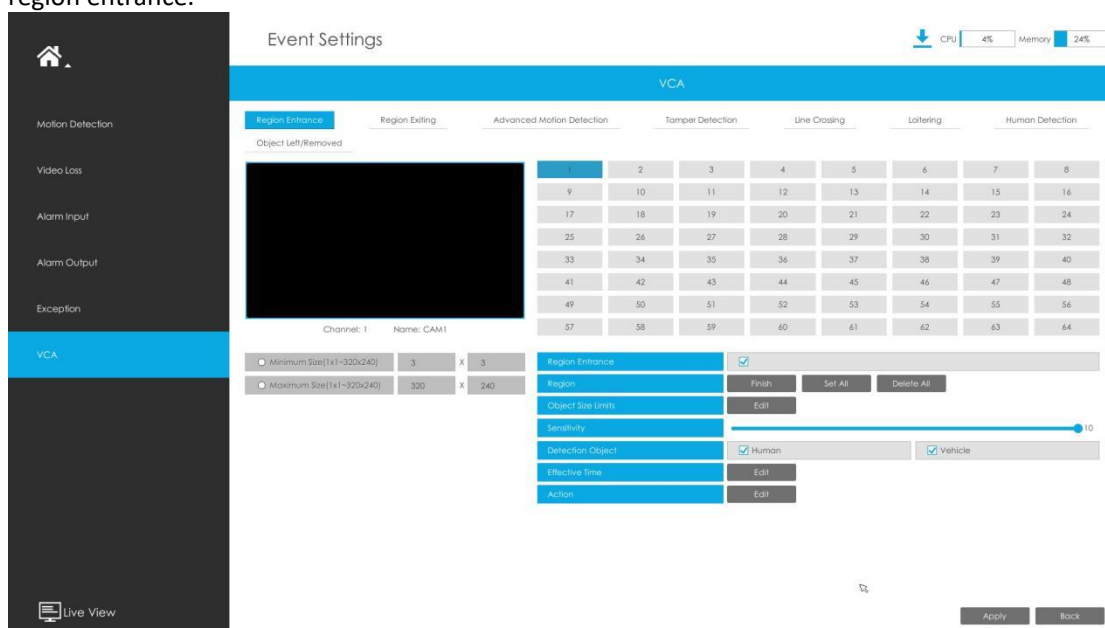 region entrance.
Event Settings
CPU 4% Memory 24%
VCA
Motion Detection
Video Loss
Alarm Input
Alarm Output
Exception
VCA
Live View
Region Entrance Region Exiting Advanced Motion Detection Tamper Detection Line Crossing Loitering Human Detection
Object Left/Removed
1 2 3 4 5 6 7 8
9 10 11 12 13 14 15 16
17 18 19 20 21 22 23 24
25 26 27 28 29 30 31 32
33 34 35 36 37 38 39 40
41 42 43 44 45 46 47 48
49 50 51 52 53 54 55 56
57 58 59 60 61 62 63 64
Channel: 1 Name: CAM1
Minimum Size(1x1~320x240) 3 X 3
Maximum Size(1x1~320x240) 320 X 240
Region Entrance
Region Finish Set All Delete All
Object Size Limits Edit
Sensitivity 10
Detection Object Human Vehicle
Effective Time Edit
Action Edit
Apply Back